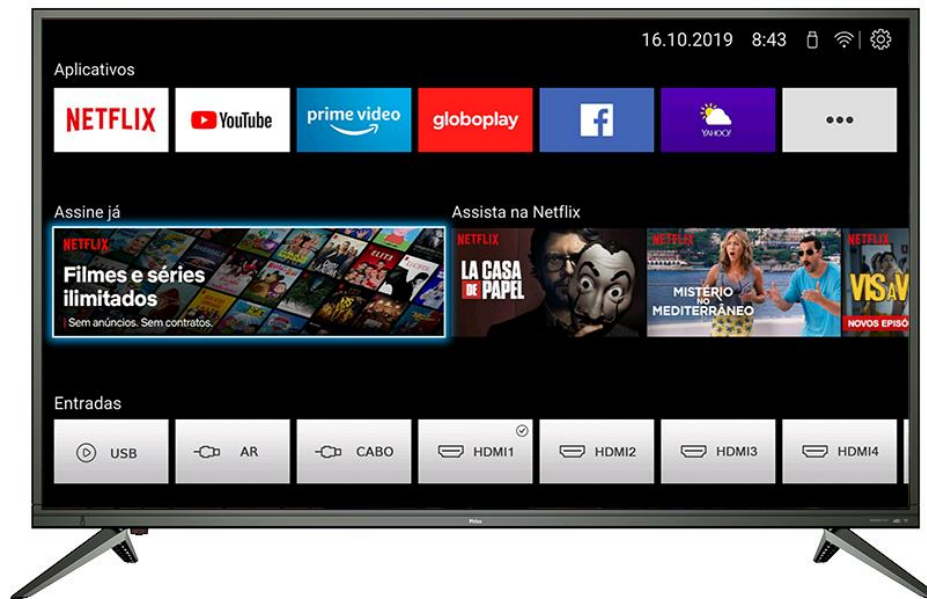 16.10.2019 8:43
Aplicativos
NETFLIX
YouTube
prime video
globoplay
f
YAHOO!
Assine já
Assista na Netflix
NETFLIX
Filmes e séries
ilimitados
Sem anúncios. Sem contratos.
NETFLIX
LA CASA
DE PAPEL
NETFLIX
MISTÉRIO
NO
MEDITERRÂNEO
NETFLIX
VIS A V
NOVOS EPISÓ
Entradas
USB
AR
CABO
HDMI1
HDMI2
HDMI3
HDMI4
Philco